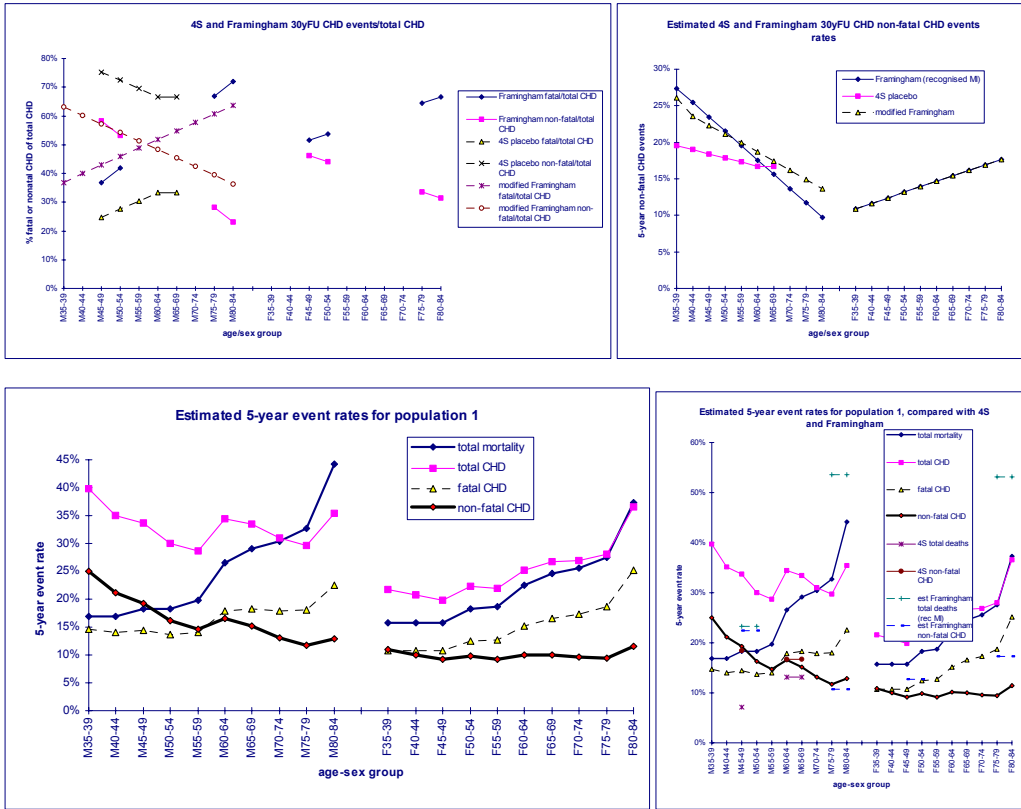 4S and Framingham 30yFU CHD events/total CHD
% fatal or nonatal CHD of total CHD
80%
70%
60%
50%
40%
30%
20%
10%
0%
M35-39
M40-44
M45-49
M50-54
M55-59
M60-64
M65-69
M70-74
M75-79
M80-84
F35-39
F40-44
F45-49
F50-54
F55-59
F60-64
F65-69
F70-74
F75-79
F80-84
age/sex group
Framingham fatal/total CHD
Framingham non-fatal/total
CHD
4S placebo fatal/total CHD
4S placebo non-fatal/total
CHD
modified Framingham
fatal/total CHD
modified Framingham non-
fatal/total CHD
Estimated 4S and Framingham 30yFU CHD non-fatal CHD events
rates
5-year non-fatal CHD events
30%
25%
20%
15%
10%
5%
0%
M35-39
M40-44
M45-49
M50-54
M55-59
M60-64
M65-69
M70-74
M75-79
M80-84
F35-39
F40-44
F45-49
F50-54
F55-59
F60-64
F65-69
F70-74
F75-79
F80-84
age/sex group
Framingham (recognised MI)
4S placebo
modified Framingham
Estimated 5-year event rates for population 1
5-year event rate
45%
40%
35%
30%
25%
20%
15%
10%
5%
0%
M35-39
M40-44
M45-49
M50-54
M55-59
M60-64
M65-69
M70-74
M75-79
M80-84
F35-39
F40-44
F45-49
F50-54
F55-59
F60-64
F65-69
F70-74
F75-79
F80-84
age-sex group
total mortality
total CHD
fatal CHD
non-fatal CHD
Estimated 5-year event rates for population 1, compared with 4S
and Framingham
5-year event rate
60%
50%
40%
30%
20%
10%
0%
M35-39
M40-44
M45-49
M50-54
M55-59
M60-64
M65-69
M70-74
M75-79
M80-84
F35-39
F40-44
F45-49
F50-54
F55-59
F60-64
F65-69
F70-74
F75-79
F80-84
age-sex group
total mortality
total CHD
fatal CHD
non-fatal CHD
4S total deaths
4S non-fatal
CHD
est Framingham
total deaths
(rec MI)
est Framingham
non-fatal CHD